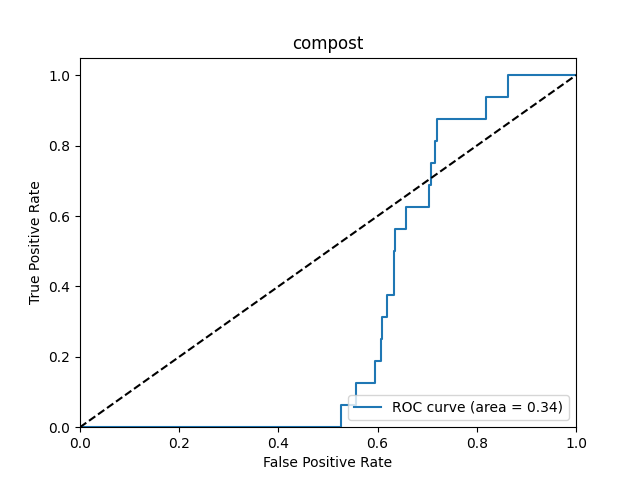 compost
True Positive Rate
1.0
0.8
0.6
0.4
0.2
0.0
ROC curve (area = 0.34)
0.0 0.2 0.4 0.6 0.8 1.0
False Positive Rate